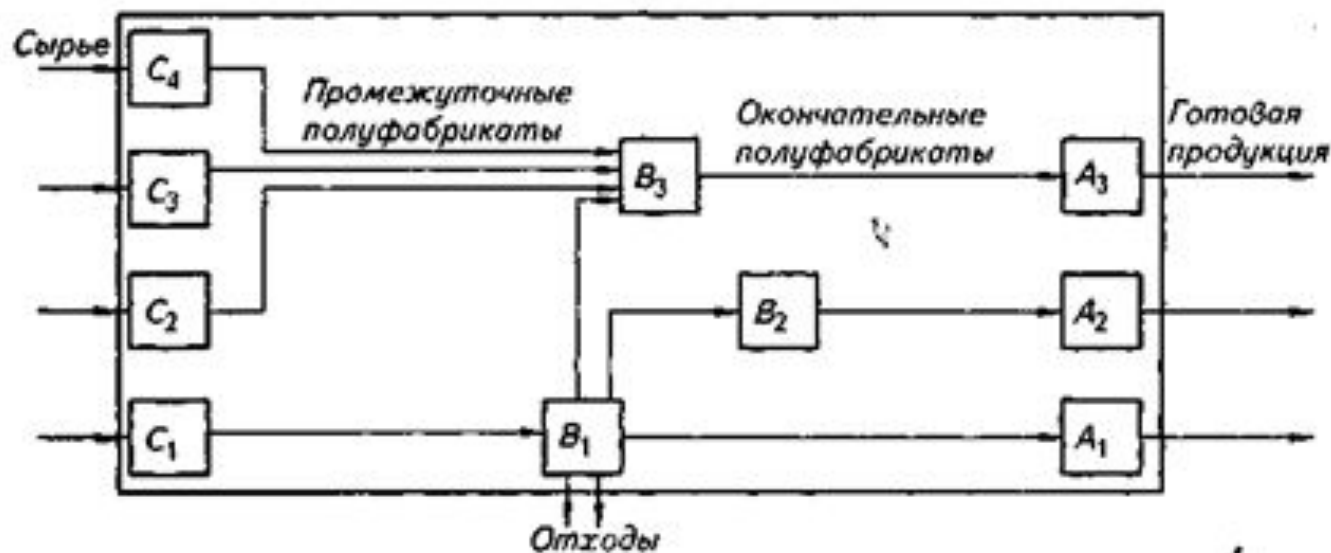 Сырье
C4
Промежуточные
полуфабрикаты
Окончательные
полуфабрикаты
Готовая
продукция
C3
B3
A3
C2
B2
A2
C1
B1
A1
Отходы